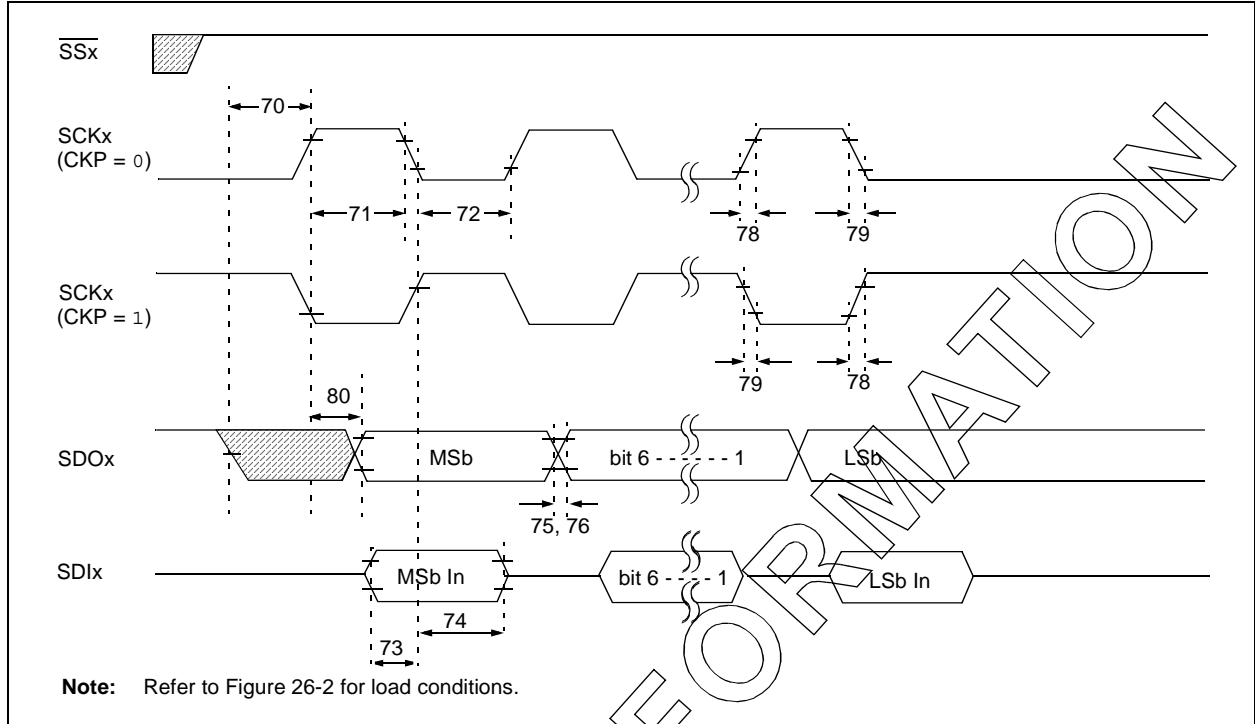 SSx
70
SCKx
(CKP = 0)
71
72
78
79
SCKx
(CKP = 1)
79
78
80
SDOx
MSb
bit 6 - - - - - - 1
LSb
75, 76
SDIx
MSb In
bit 6 - - - - - 1
LSb In
74
73
Note: Refer to Figure 26-2 for load conditions.
FORMATION